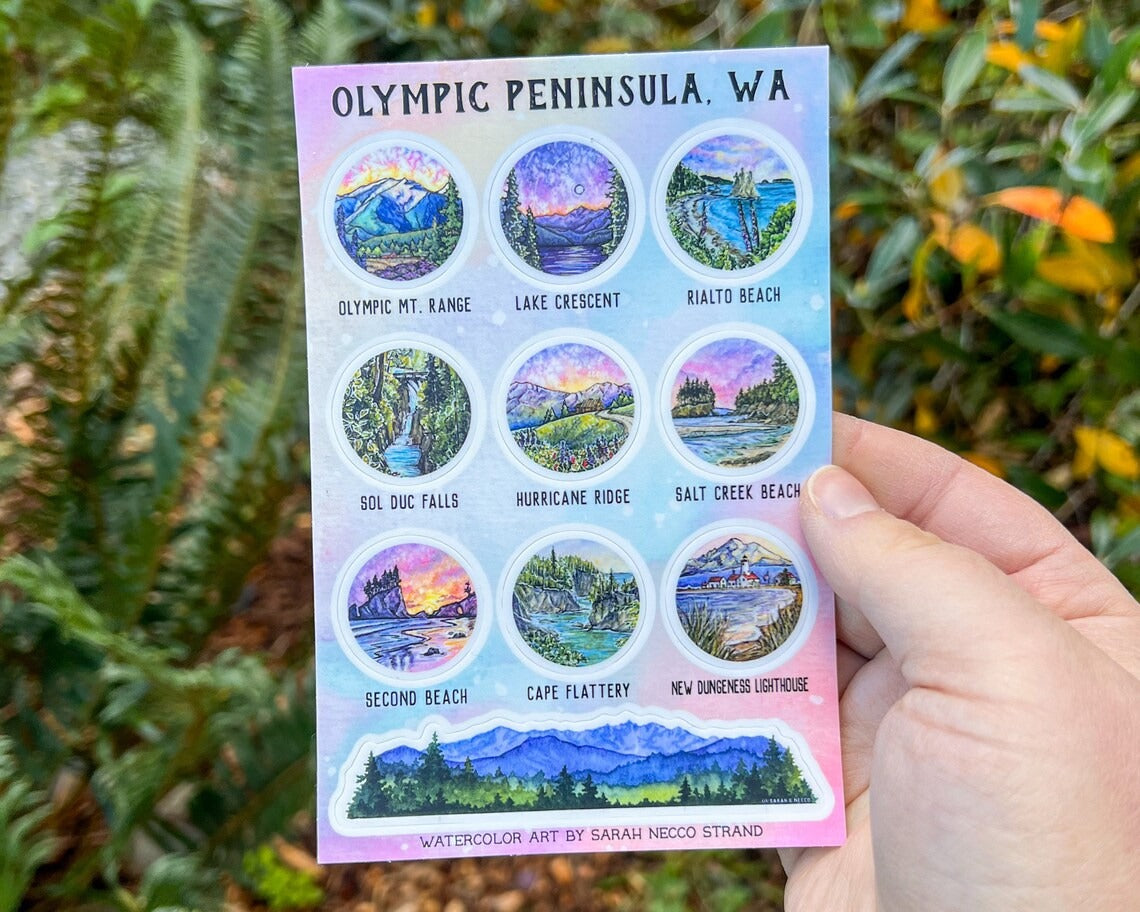 OLYMPIC PENINSULA, WA
OLYMPIC MT. RANGE
LAKE CRESCENT
RIALTO BEACH
SOL DUC FALLS
HURRICANE RIDGE
SALT CREEK BEACH
SECOND BEACH
CAPE FLATTERY
NEW DUNGENESS LIGHTHOUSE
WATERCOLOR ART BY SARAH NECCO STRAND